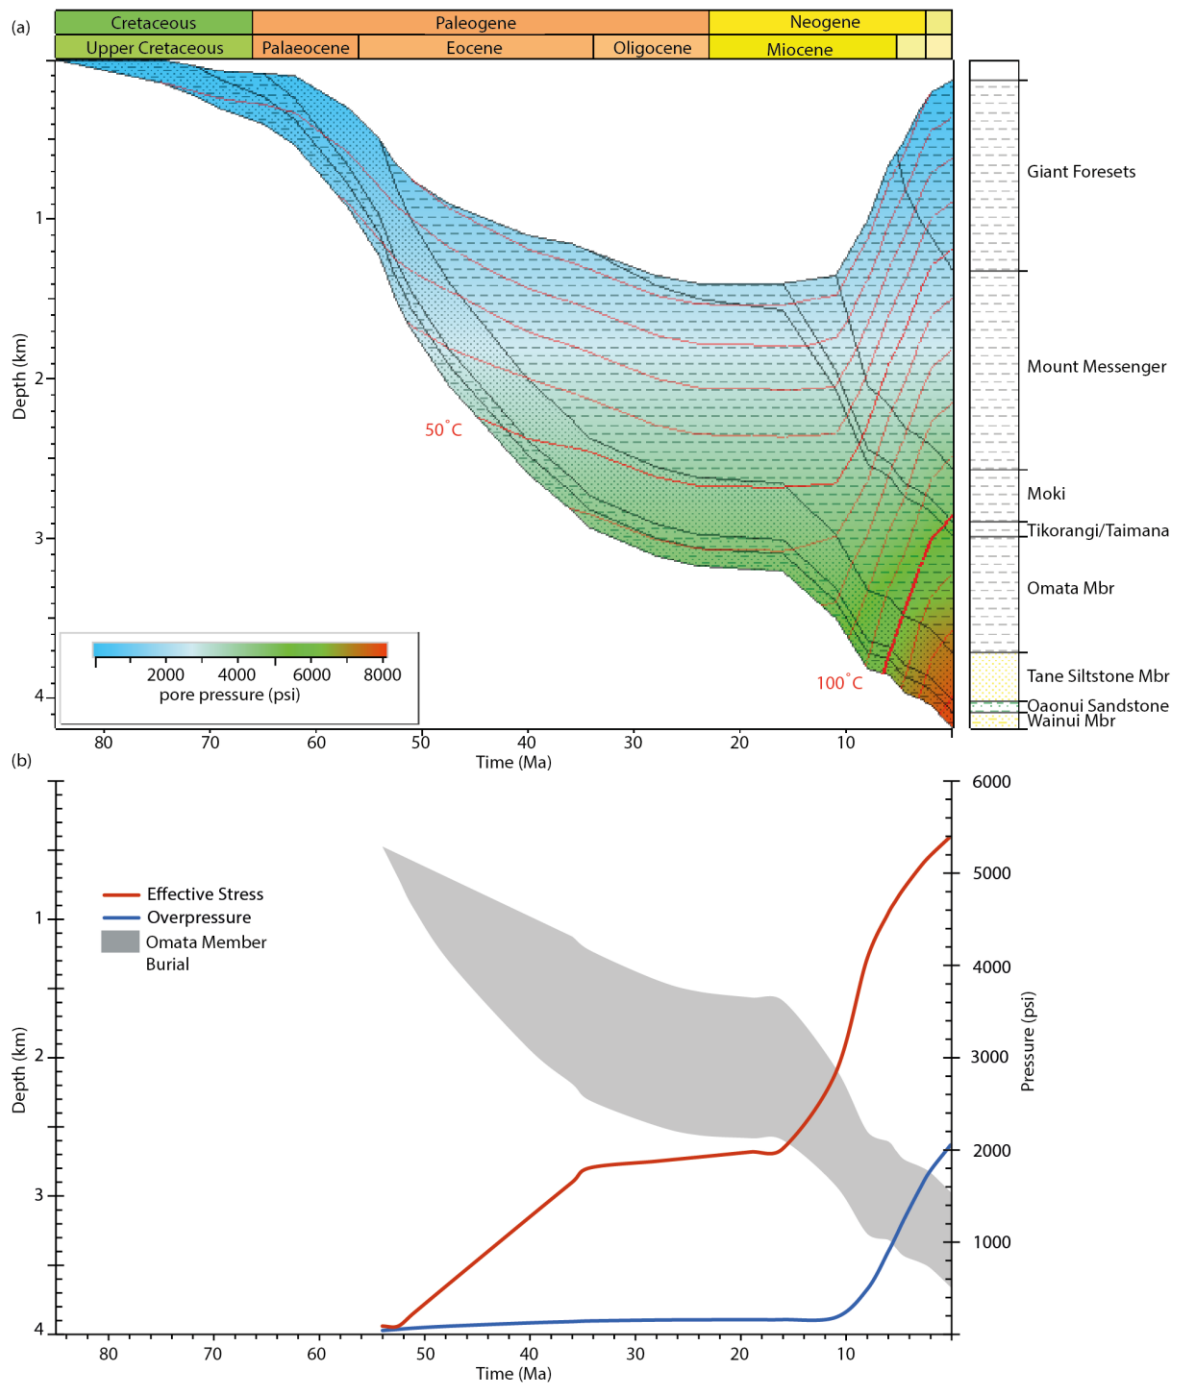 (a)
Cretaceous Paleogene Neogene
Upper Cretaceous Palaeocene Eocene Oligocene Miocene
Depth (km)
1
2
3
4
50°C
100°C
2000 4000 6000 8000
pore pressure (psi)
80 70 60 50 40 30 20 10
Time (Ma)
Giant Foresets
Mount Messenger
Moki
Tikorangi/Taimana
Omata Mbr
Tane Siltstone Mbr
Oaonui Sandstone
Wainui Mbr
(b)
Depth (km)
1
2
3
4
Effective Stress
Overpressure
Omata Member
Burial
6000
5000
4000
3000
2000
1000
Pressure (psi)
80 70 60 50 40 30 20 10
Time (Ma)